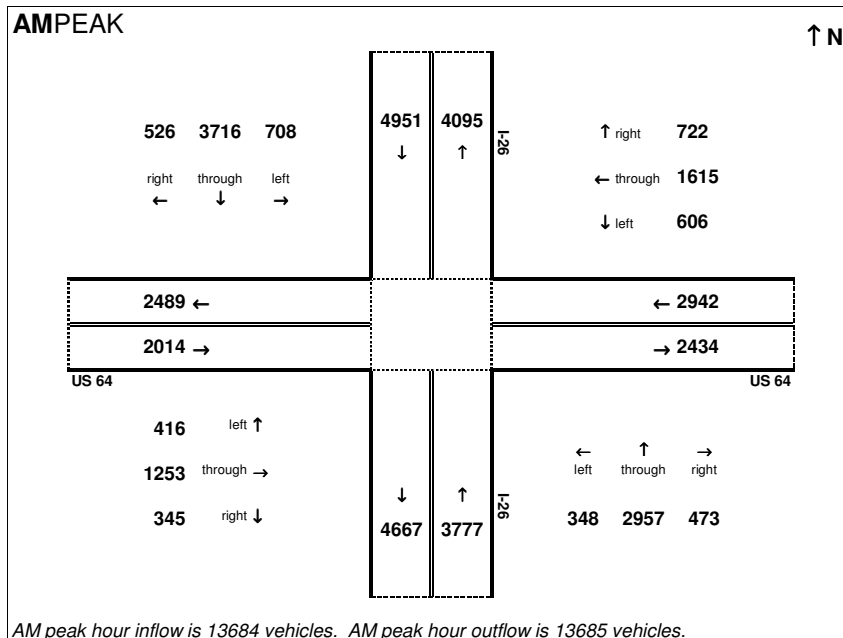 AMPEAK
↑ N
526 3716 708
right through left
← ↓ →
4951 4095
↓ ↑
I-26
↑ right 722
← through 1615
↓ left 606
2489 ←
← 2942
2014 →
→ 2434
US 64
US 64
416 left ↑
1253 through →
345 right ↓
↓ ↑
4667 3777
I-26
← ↑ →
left through right
348 2957 473
AM peak hour inflow is 13684 vehicles. AM peak hour outflow is 13685 vehicles.